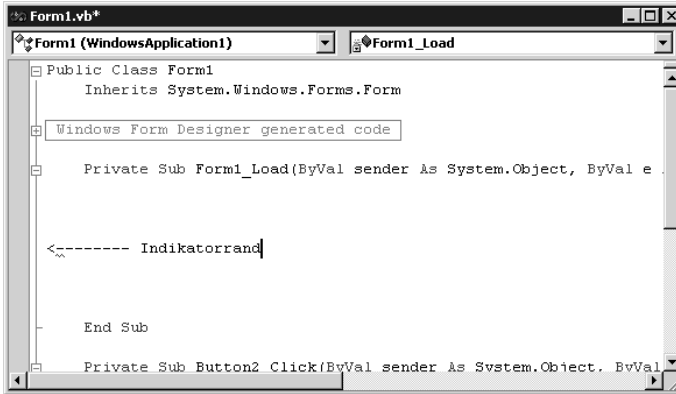 Form1.vb*
Form1 (WindowsApplication1) Form1_Load
Public Class Form1
Inherits System.Windows.Forms.Form
Windows Form Designer generated code
Private Sub Form1_Load(ByVal sender As System.Object, ByVal e
<-------- Indikatorrand
End Sub
Private Sub Button2_Click(ByVal sender As System.Object, ByVal